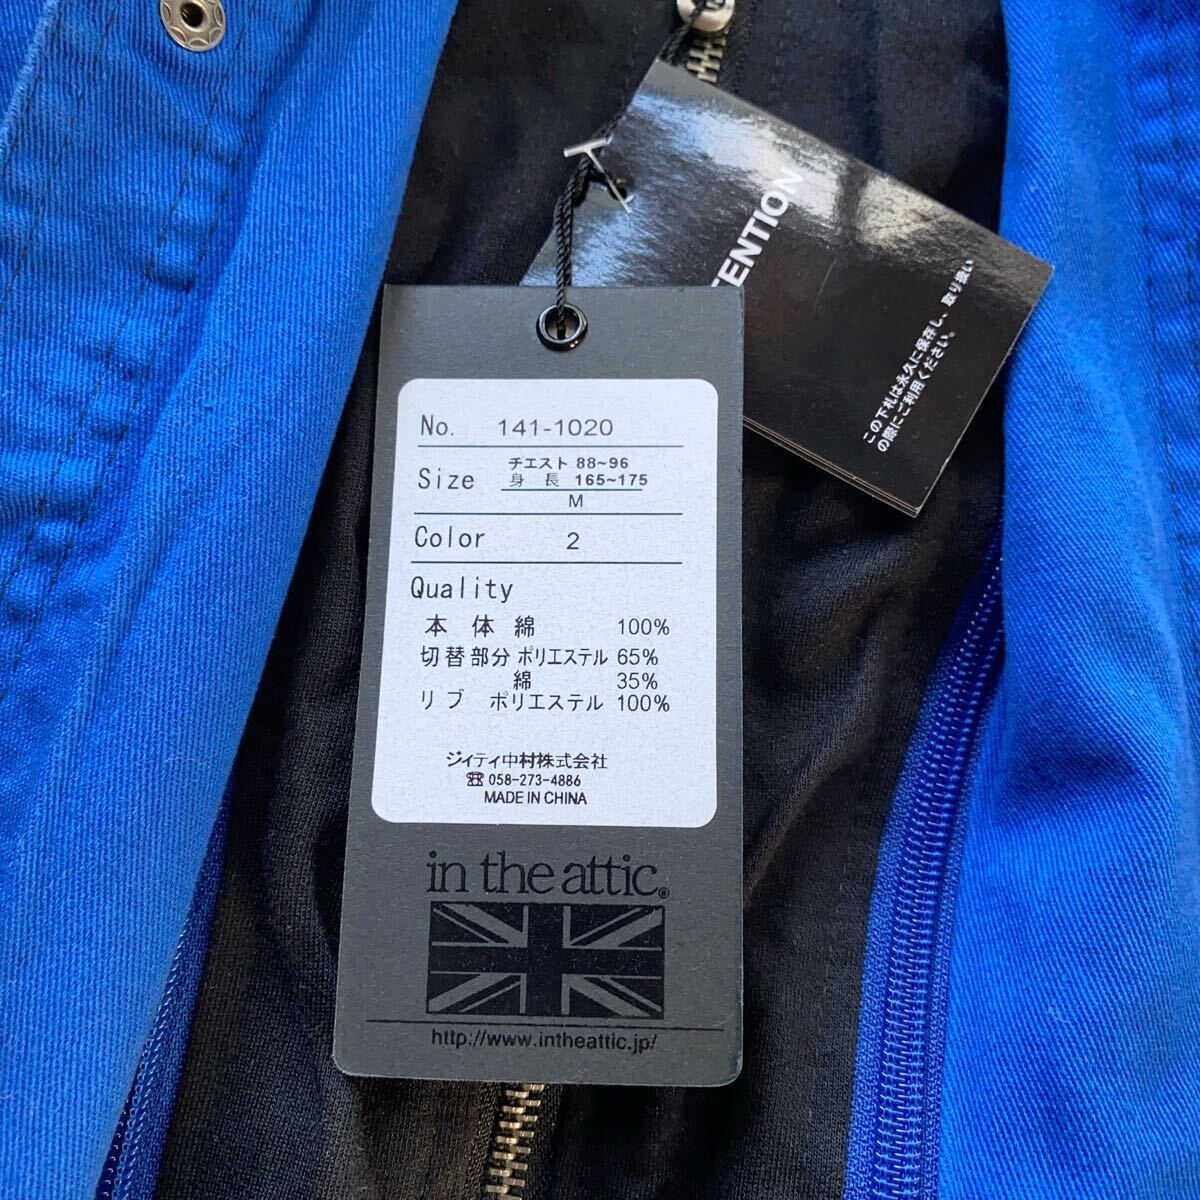 TENTION
この下札は永久に保存し、取り扱い
の際にご利用ください。
No. 141-1020
Size チエスト 88~96
身 長 165~175
M
Color 2
Quality
本 体 綿 100%
切替部分 ポリエステル 65%
綿 35%
リブ ポリエステル 100%
ジィティ中村株式会社
☎ 058-273-4886
MADE IN CHINA
in the attic®
http://www.intheattic.jp/